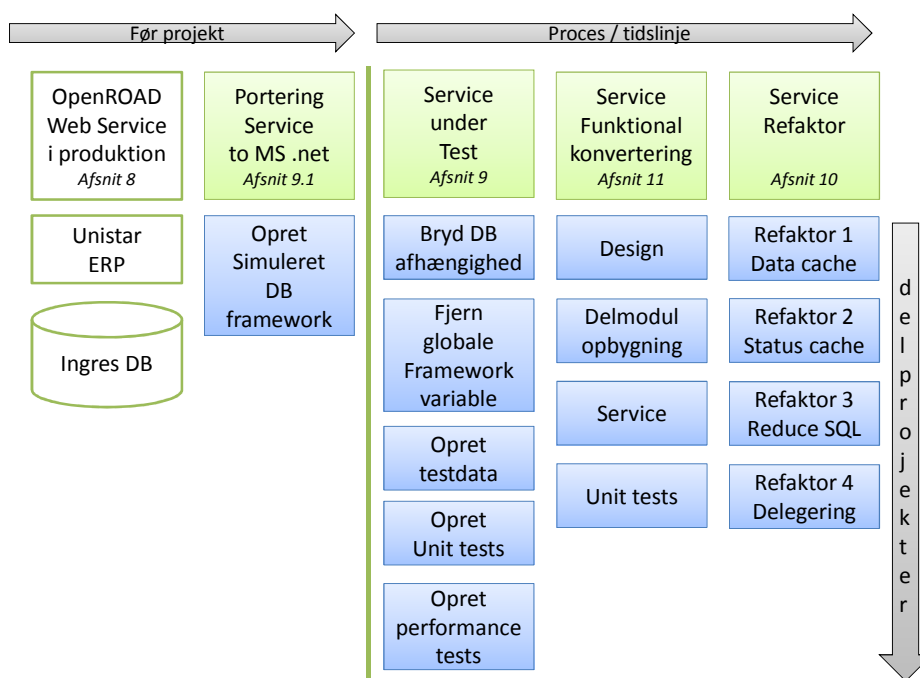 Før projekt
Proces / tidslinje
OpenROAD
Web Service
i produktion
Afsnit 8
Portering
Service
to MS .net
Afsnit 9.1
Service
under
Test
Afsnit 9
Service
Funktional
konvertering
Afsnit 11
Service
Refaktor
Afsnit 10
Unistar
ERP
Ingres DB
Opret
Simuleret
DB
framework
Bryd DB
afhængighed
Fjern
globale
Framework
variable
Opret
testdata
Opret
Unit tests
Opret
performance
tests
Design
Delmodul
opbygning
Service
Unit tests
Refaktor 1
Data cache
Refaktor 2
Status cache
Refaktor 3
Reduce SQL
Refaktor 4
Delegering
delprojekter